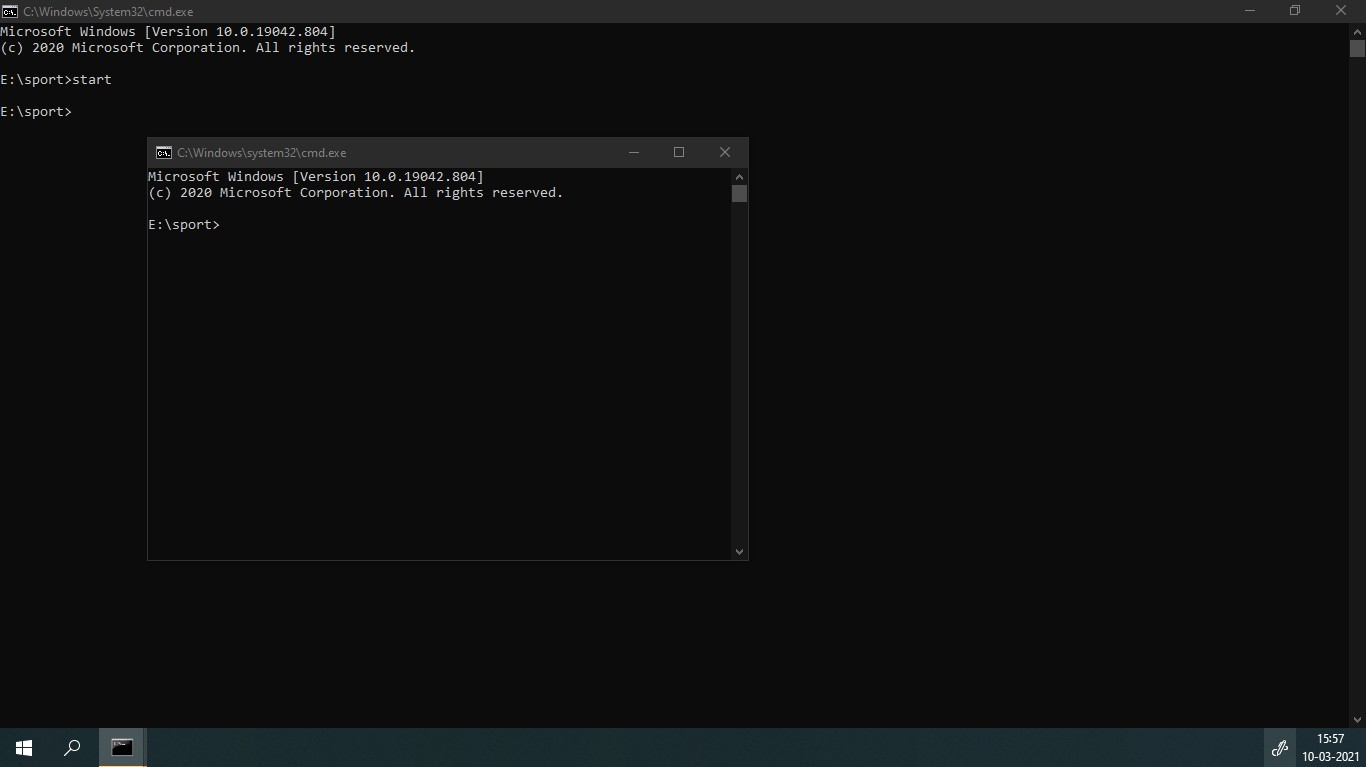 C:\Windows\System32\cmd.exe
Microsoft Windows [Version 10.0.19042.804]
(c) 2020 Microsoft Corporation. All rights reserved.
E:\sport>start
E:\sport>
C:\Windows\system32\cmd.exe
Microsoft Windows [Version 10.0.19042.804]
(c) 2020 Microsoft Corporation. All rights reserved.
E:\sport>
15:57
10-03-2021